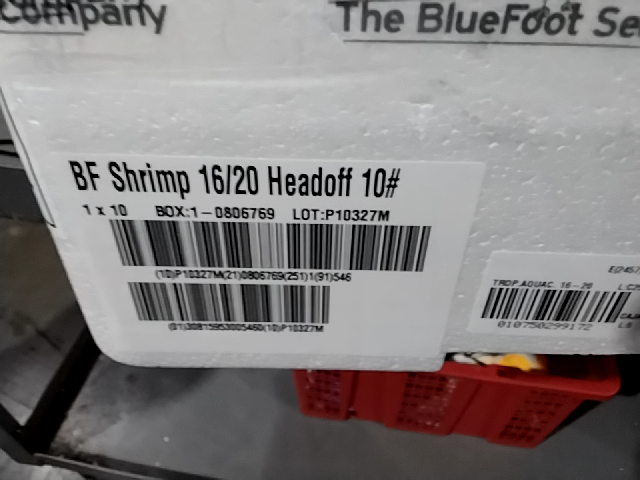 Company
The BlueFoot Se
BF Shrimp 16/20 Headoff 10#
1 x 10 BOX:1-0806769 LOT:P10327M
(10)P10327M(21)0806769(251)1(91)546
(01)30815953005460(10)P10327M
TROP.AQUAC. 16-20
010750299172